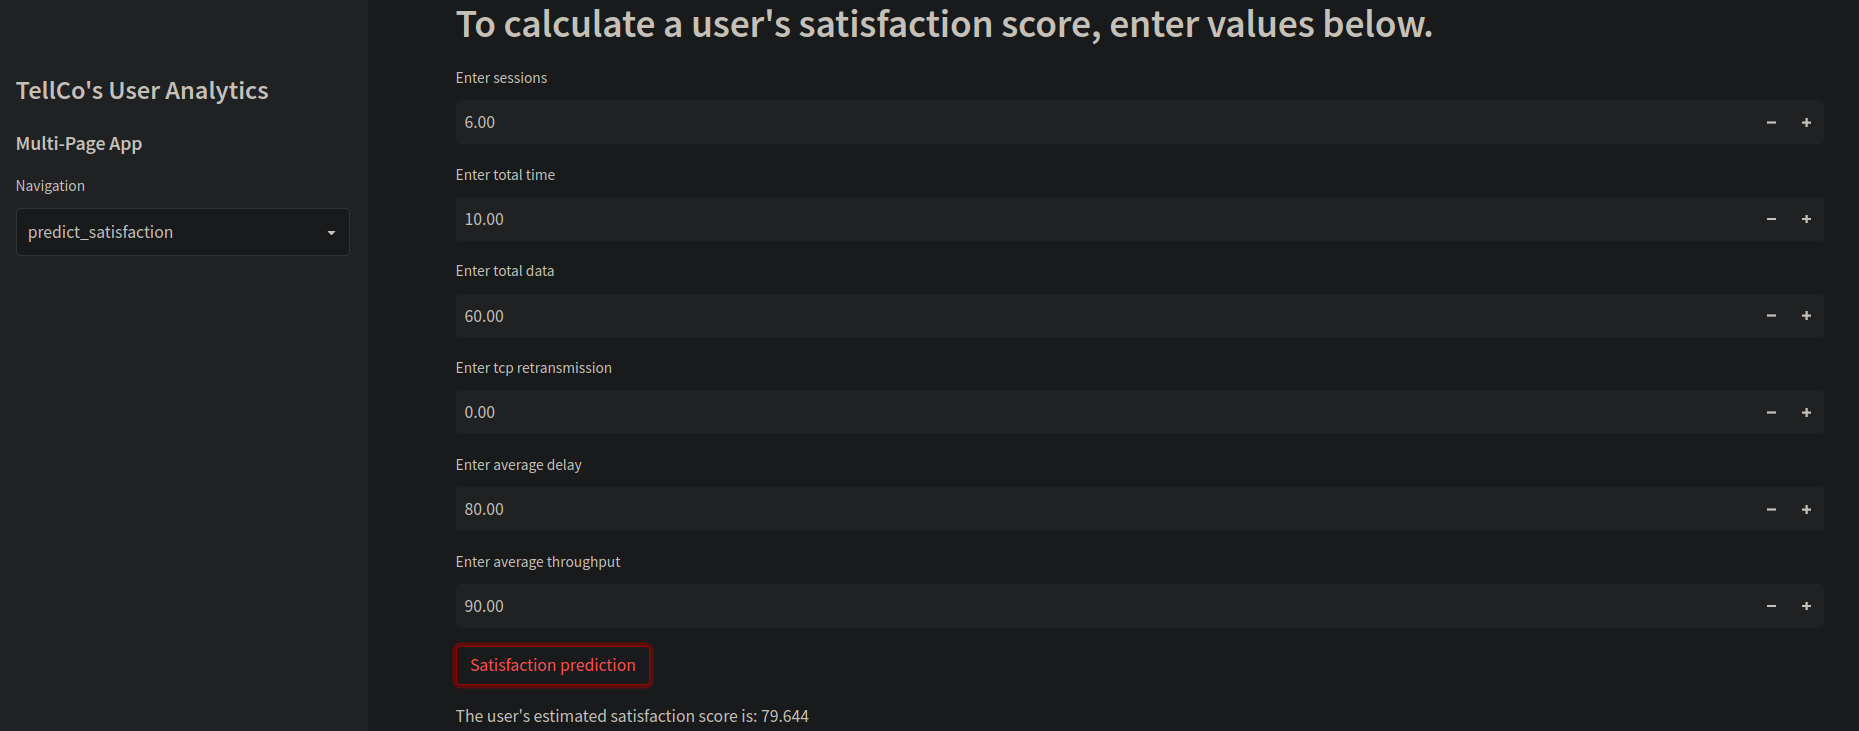 TellCo's User Analytics
Multi-Page App
Navigation
predict_satisfaction
To calculate a user's satisfaction score, enter values below.
Enter sessions
6.00
Enter total time
10.00
Enter total data
60.00
Enter tcp retransmission
0.00
Enter average delay
80.00
Enter average throughput
90.00
Satisfaction prediction
The user's estimated satisfaction score is: 79.644